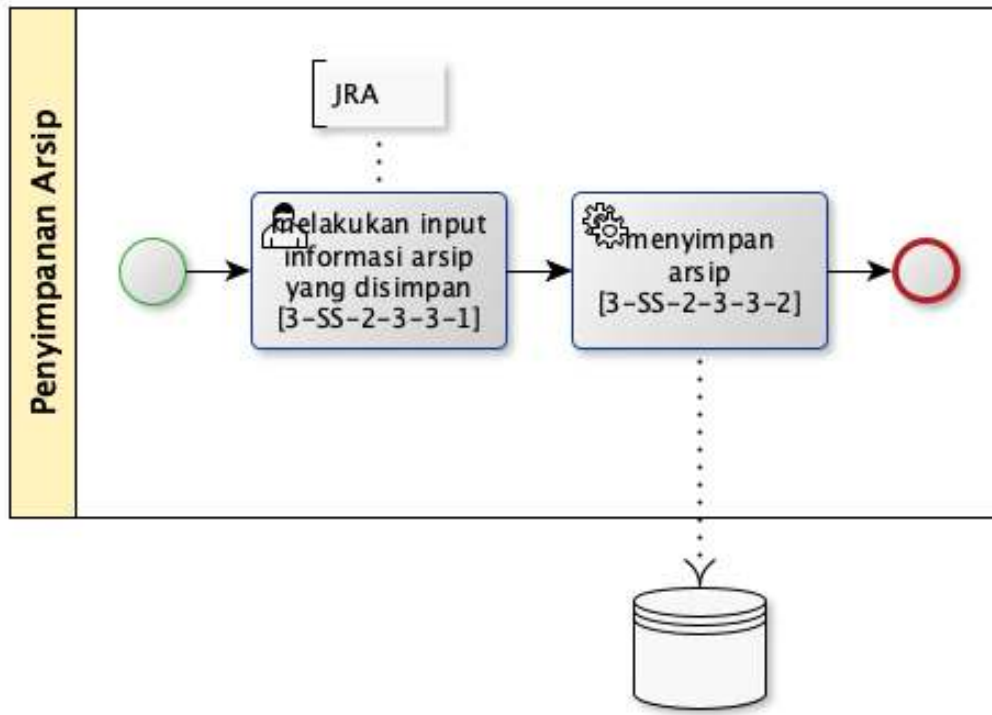 Penyimpanan Arsip
JRA
melakukan input
informasi arsip
yang disimpan
[3-SS-2-3-3-1]
menyimpan
arsip
[3-SS-2-3-3-2]